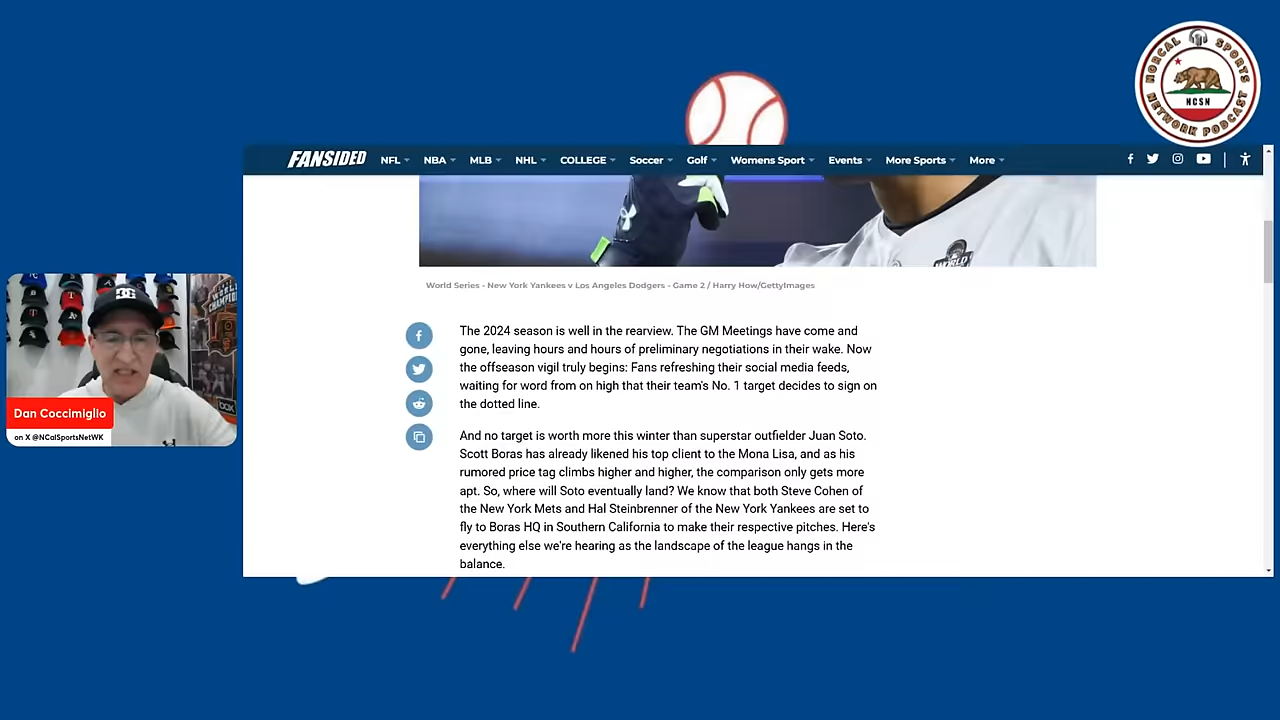 NORCAL SPORTS
NETWORK PODCAST
NCSN
FANSIDED
NFL
NBA
MLB
NHL
COLLEGE
Soccer
Golf
Womens Sport
Events
More Sports
More
World Series - New York Yankees v Los Angeles Dodgers - Game 2 / Harry How/GettyImages
The 2024 season is well in the rearview. The GM Meetings have come and
gone, leaving hours and hours of preliminary negotiations in their wake. Now
the offseason vigil truly begins: Fans refreshing their social media feeds,
waiting for word from on high that their team's No. 1 target decides to sign on
the dotted line.
And no target is worth more this winter than superstar outfielder Juan Soto.
Scott Boras has already likened his top client to the Mona Lisa, and as his
rumored price tag climbs higher and higher, the comparison only gets more
apt. So, where will Soto eventually land? We know that both Steve Cohen of
the New York Mets and Hal Steinbrenner of the New York Yankees are set to
fly to Boras HQ in Southern California to make their respective pitches. Here's
everything else we're hearing as the landscape of the league hangs in the
balance.
Dan Coccimiglio
on X @NCalSportsNetWK